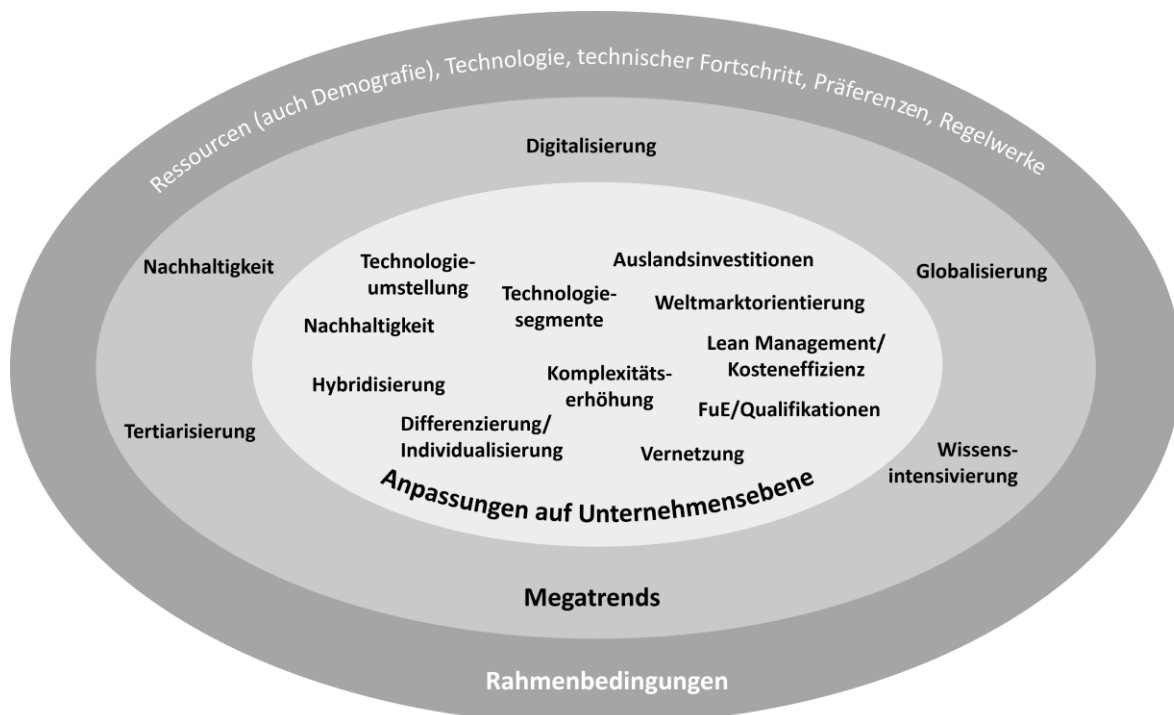 Ressourcen (auch Demografie), Technologie, technischer Fortschritt, Präferenzen, Regelwerke
Digitalisierung
Nachhaltigkeit
Globalisierung
Tertiarisierung
Wissens-
intensivierung
Technologie-
umstellung
Auslandsinvestitionen
Technologie-
segmente
Weltmarktorientierung
Nachhaltigkeit
Lean Management/
Kosteneffizienz
Hybridisierung
Komplexitäts-
erhöhung
FuE/Qualifikationen
Differenzierung/
Individualisierung
Vernetzung
Anpassungen auf Unternehmensebene
Megatrends
Rahmenbedingungen